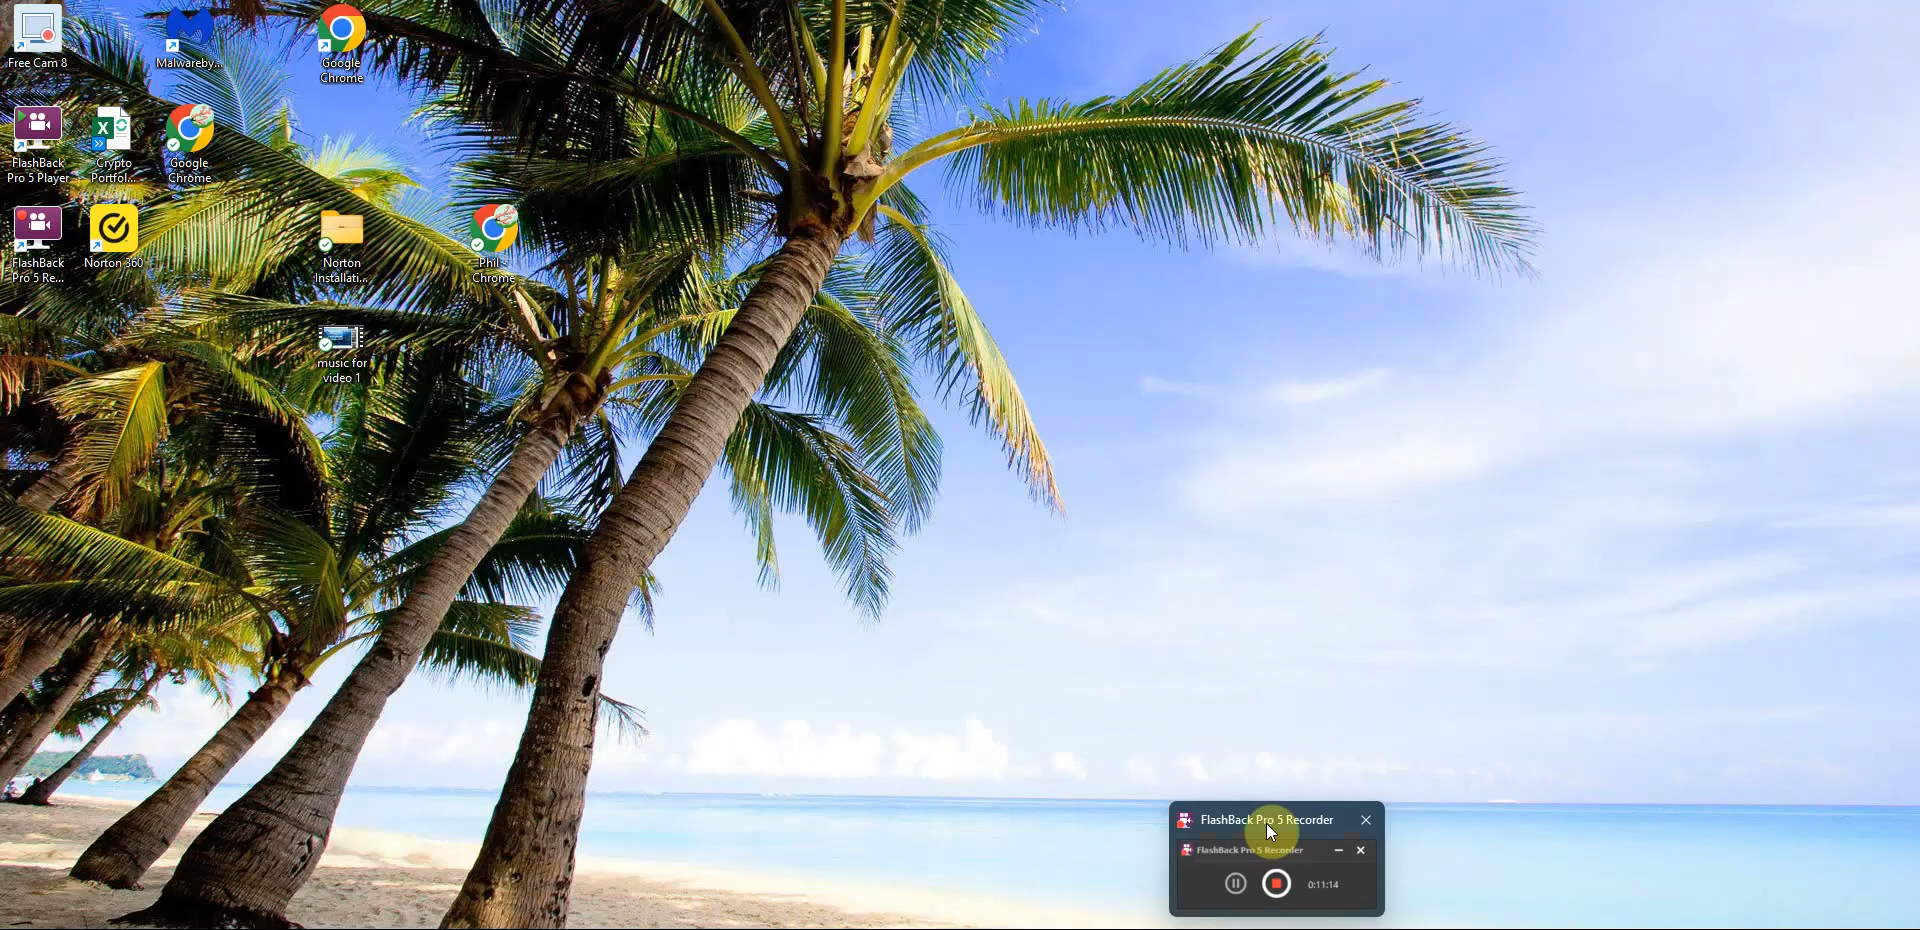 Free Cam 8
Malwareby...
Google
Chrome
FlashBack
Pro 5 Player
Crypto
Portfol...
Google
Chrome
FlashBack
Pro 5 Re...
Norton 360
Norton
Installati...
Phil -
Chrome
music for
video 1
FlashBack Pro 5 Recorder
FlashBack Pro 5 Recorder
0:11:14